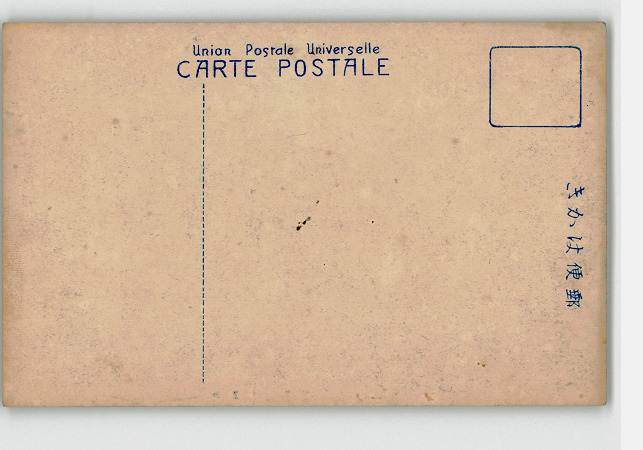 Union Postale Universelle
CARTE POSTALE
きかは便郵